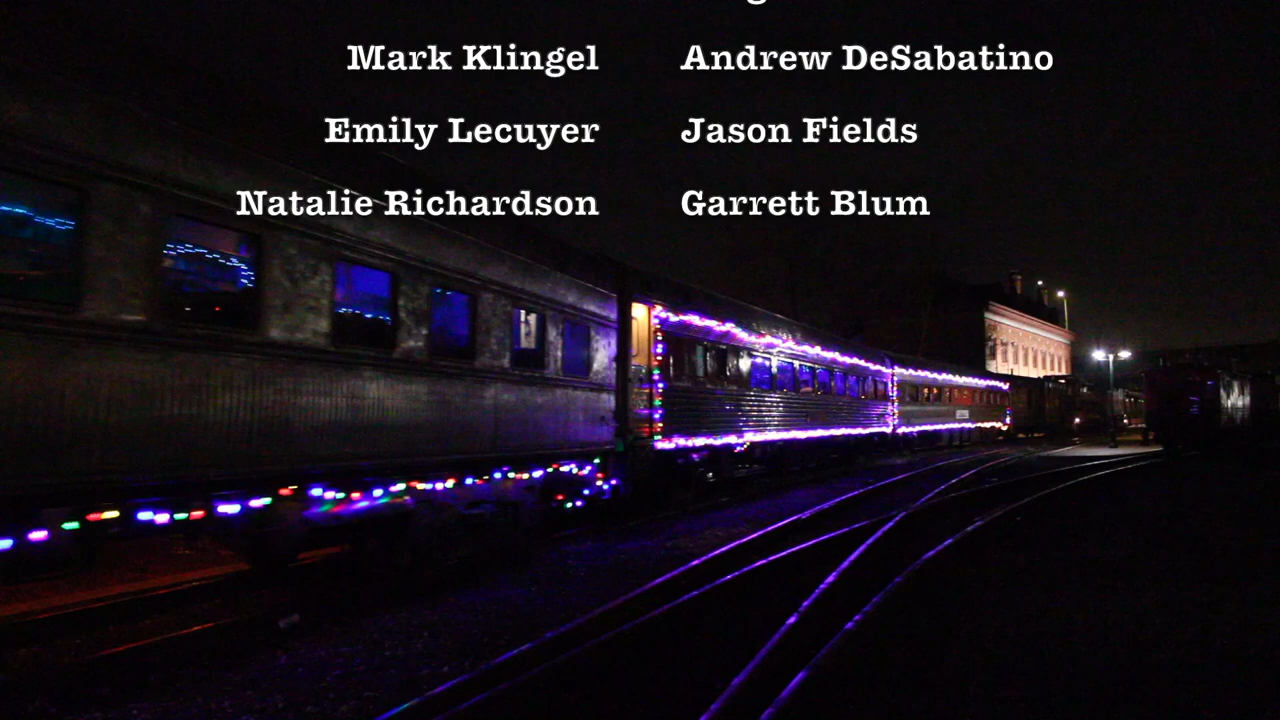 Mark Klingel Andrew DeSabatino
Emily Lecuyer Jason Fields
Natalie Richardson Garrett Blum